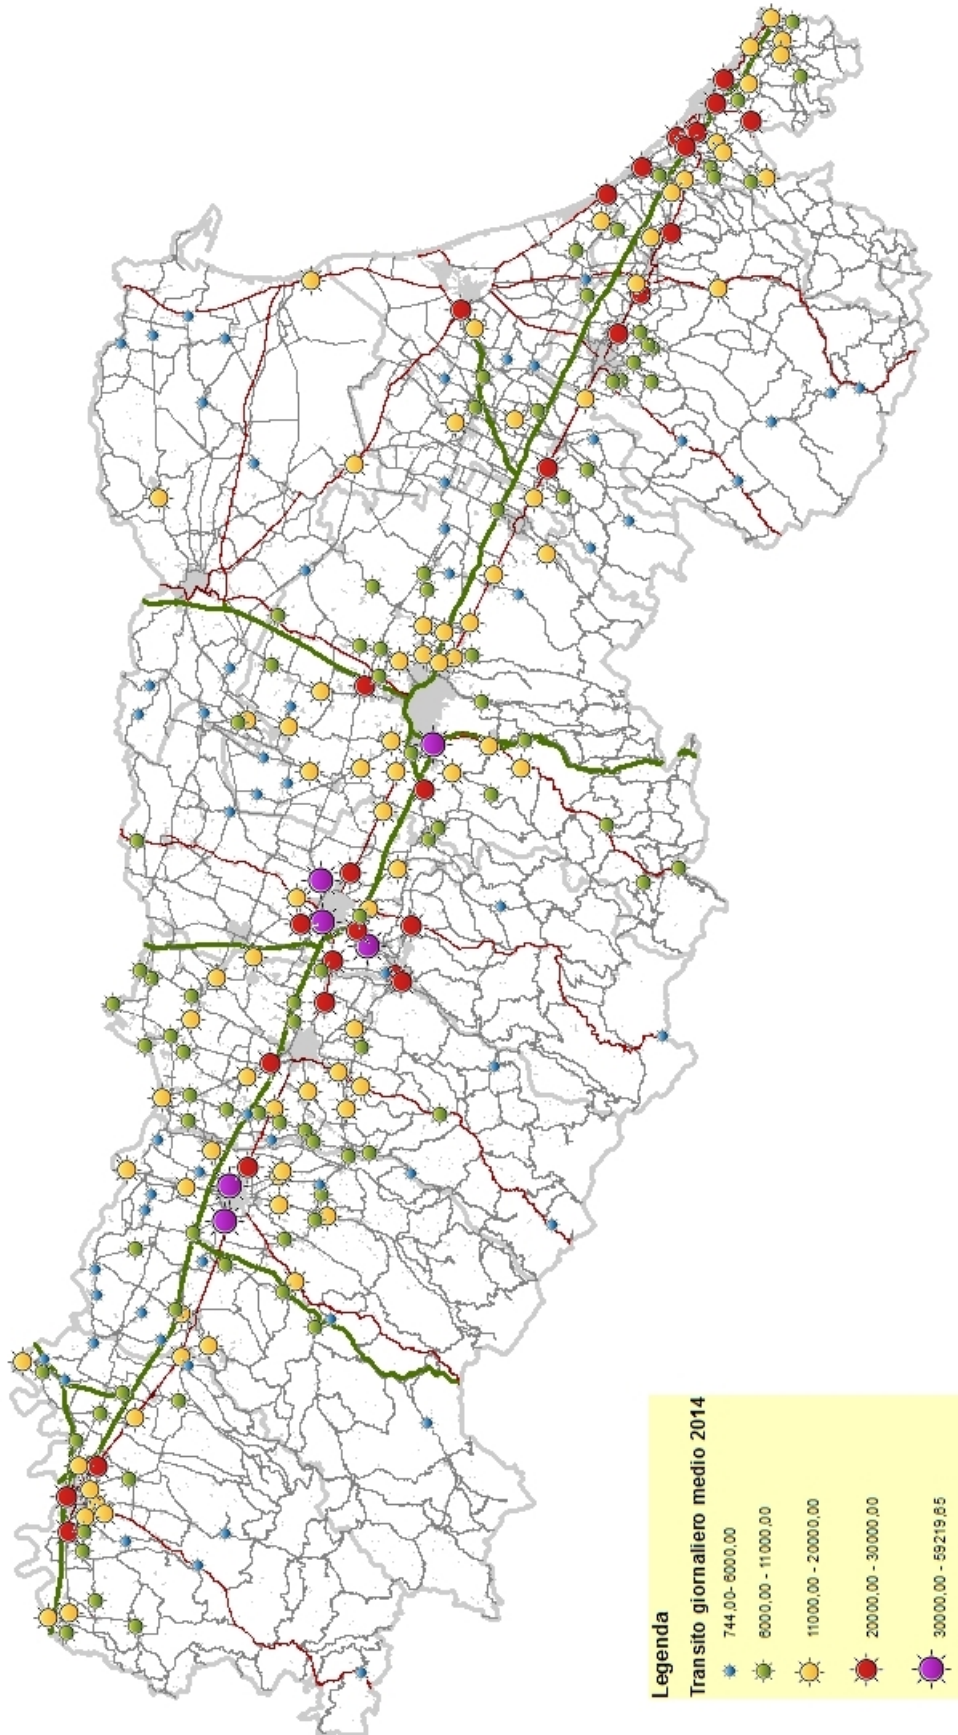 Legenda
Transito giornaliero medio 2014
744,00- 6000,00
6000,00 - 11000,00
11000,00 - 20000,00
20000,00 - 30000,00
30000,00 - 59219,65